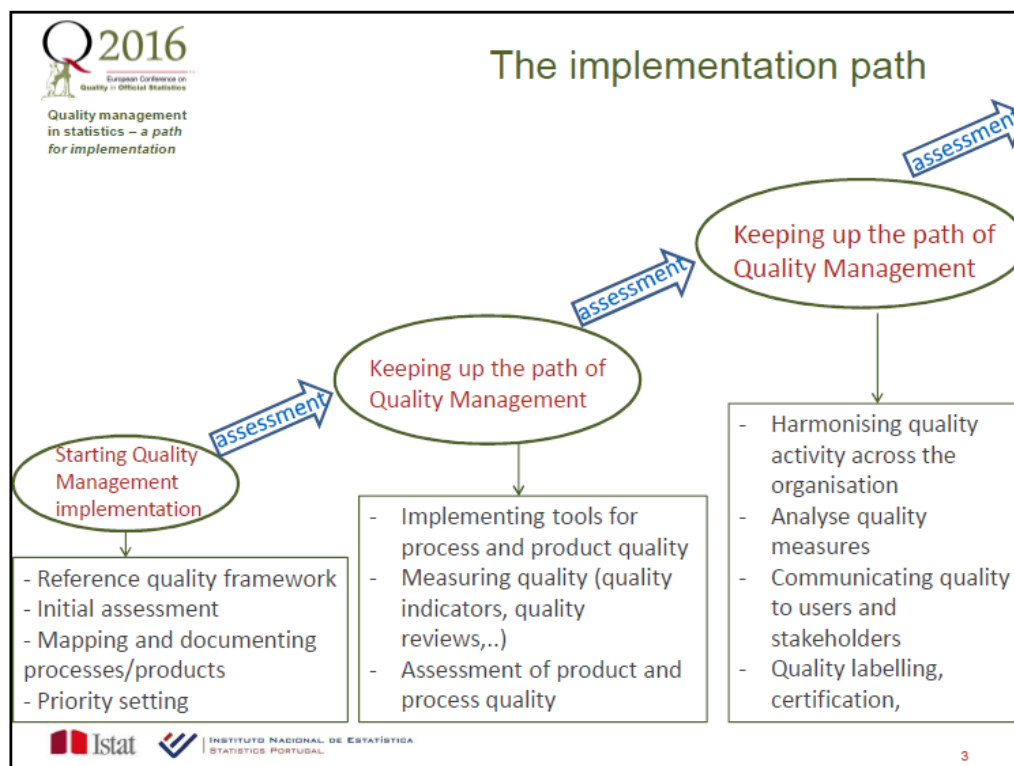 Q2016
European Conference on
Quality in Official Statistics
Quality management
in statistics – a path
for implementation
The implementation path
assessment
Keeping up the path of
Quality Management
assessment
Keeping up the path of
Quality Management
assessment
Starting Quality
Management
implementation
- Reference quality framework
- Initial assessment
- Mapping and documenting
processes/products
- Priority setting
- Implementing tools for
process and product quality
- Measuring quality (quality
indicators, quality
reviews,..)
- Assessment of product and
process quality
- Harmonising quality
activity across the
organisation
- Analyse quality
measures
- Communicating quality
to users and
stakeholders
- Quality labelling,
certification,
Istat
INSTITUTO NACIONAL DE ESTATÍSTICA
STATISTICS PORTUGAL
3